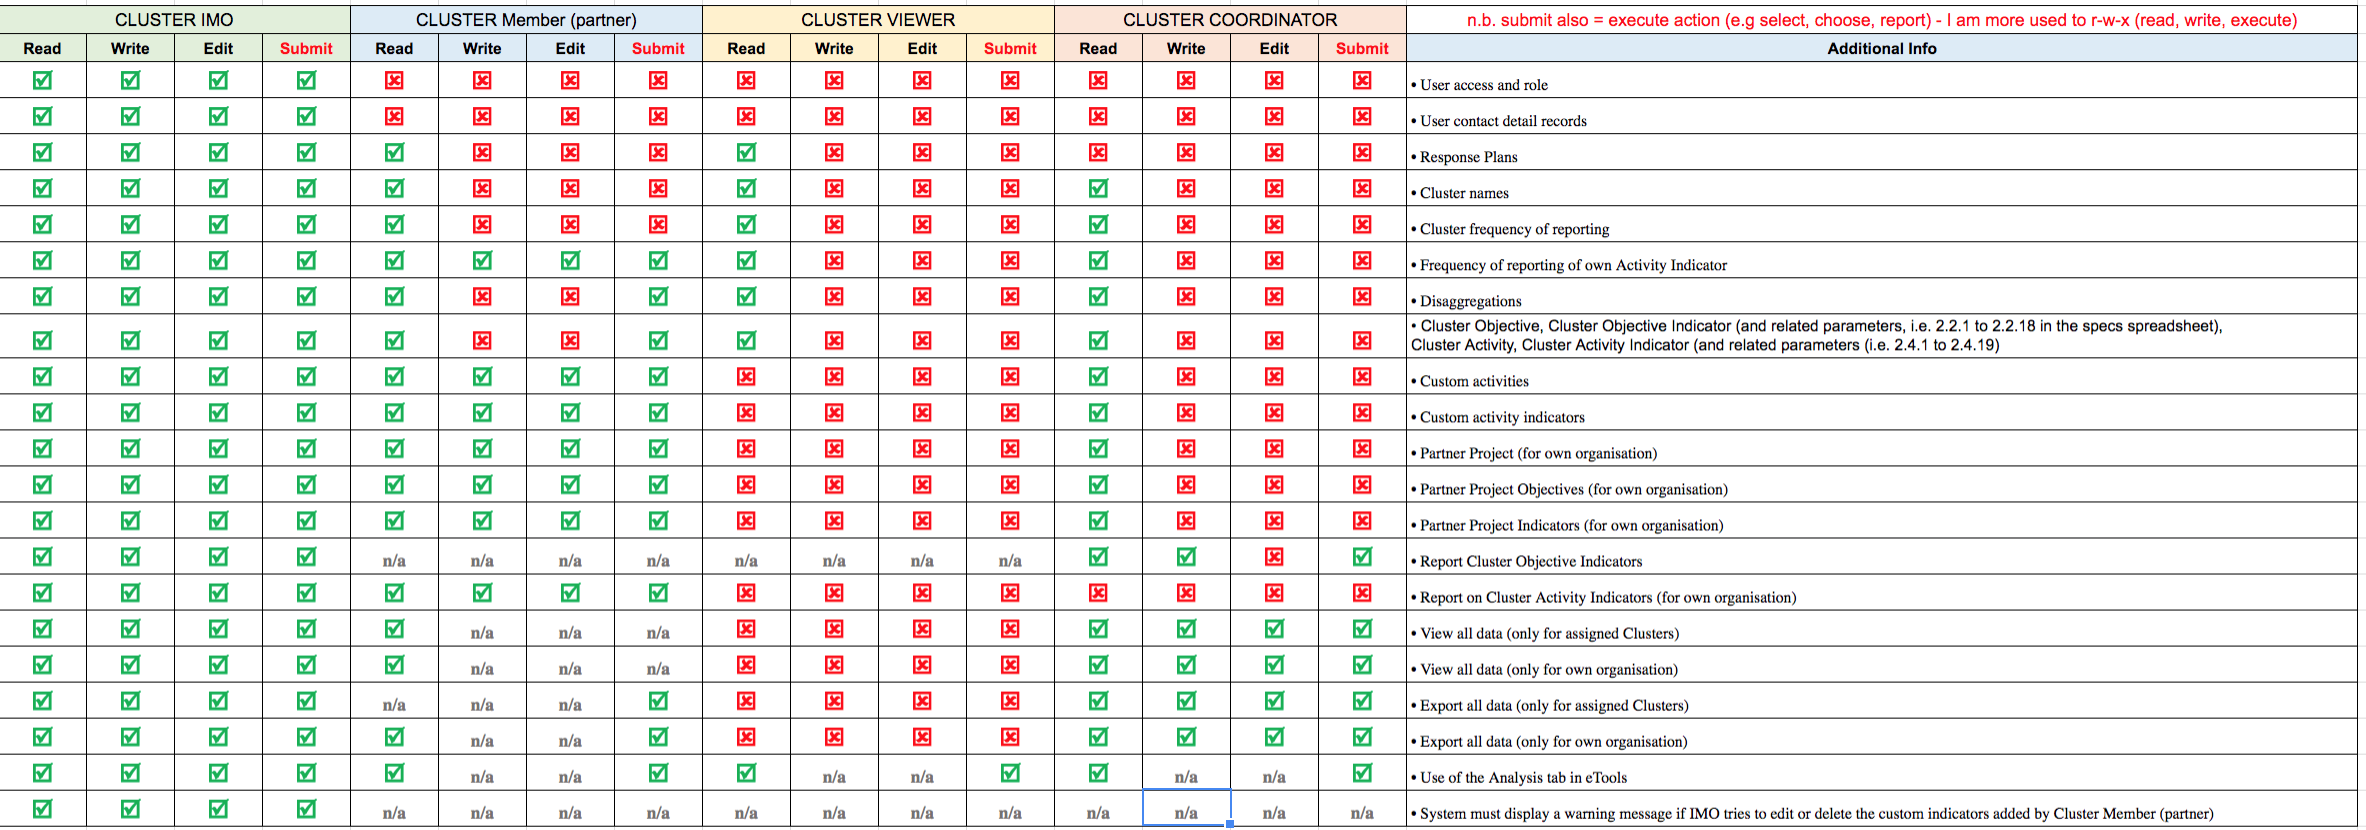 CLUSTER IMO CLUSTER Member (partner) CLUSTER VIEWER CLUSTER COORDINATOR n.b. submit also = execute action (e.g select, choose, report) - I am more used to r-w-x (read, write, execute)
Read Write Edit Submit Read Write Edit Submit Read Write Edit Submit Read Write Edit Submit Additional Info
• User access and role
• User contact detail records
• Response Plans
• Cluster names
• Cluster frequency of reporting
• Frequency of reporting of own Activity Indicator
• Disaggregations
• Cluster Objective, Cluster Objective Indicator (and related parameters, i.e. 2.2.1 to 2.2.18 in the specs spreadsheet),
Cluster Activity, Cluster Activity Indicator (and related parameters (i.e. 2.4.1 to 2.4.19)
• Custom activities
• Custom activity indicators
• Partner Project (for own organisation)
• Partner Project Objectives (for own organisation)
• Partner Project Indicators (for own organisation)
n/a n/a n/a n/a n/a n/a n/a n/a • Report Cluster Objective Indicators
• Report on Cluster Activity Indicators (for own organisation)
n/a n/a n/a • View all data (only for assigned Clusters)
n/a n/a n/a • View all data (only for own organisation)
n/a n/a n/a • Export all data (only for assigned Clusters)
n/a n/a • Export all data (only for own organisation)
n/a n/a n/a n/a n/a n/a • Use of the Analysis tab in eTools
n/a n/a n/a n/a n/a n/a n/a n/a n/a n/a n/a n/a • System must display a warning message if IMO tries to edit or delete the custom indicators added by Cluster Member (partner)